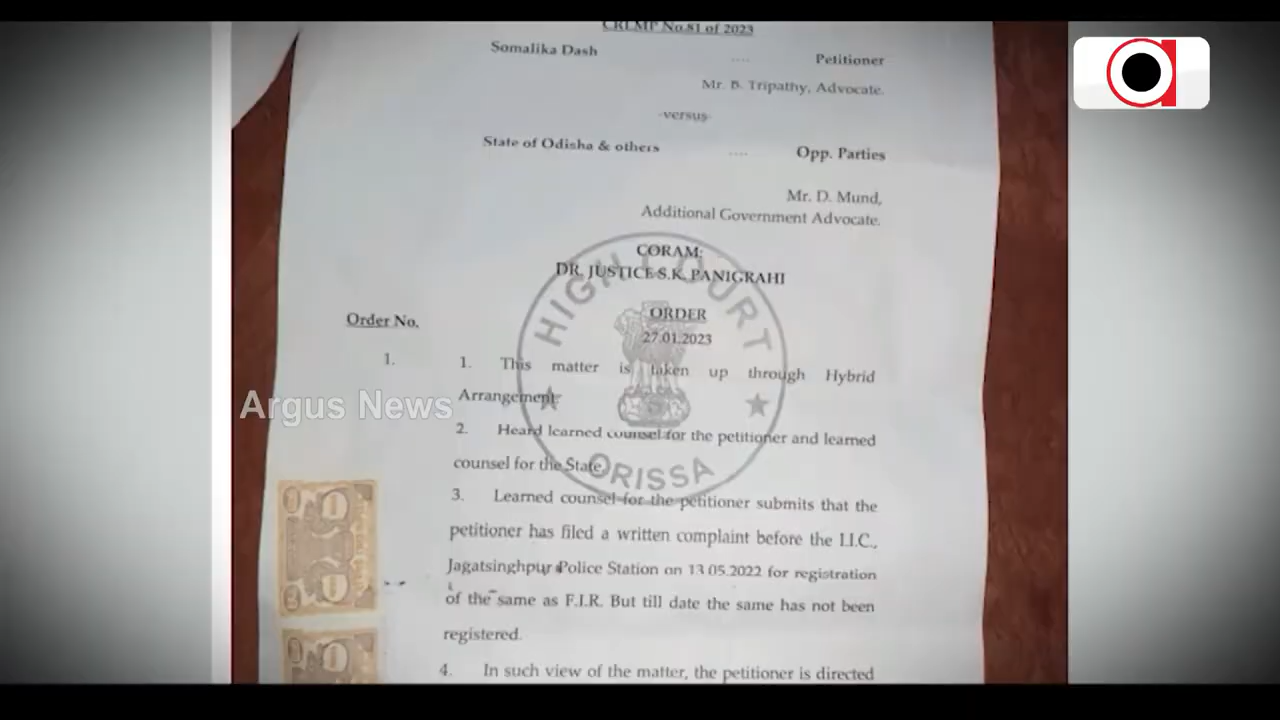 CRLMP No.81 of 2023
Somalika Dash .... Petitioner
Mr. B. Tripathy, Advocate.
-versus-
State of Odisha & others .... Opp. Parties
Mr. D. Mund,
Additional Government Advocate.
CORAM:
DR. JUSTICE S.K. PANIGRAHI
HIGH COURT
ORISSA
ORDER
27.01.2023
Order No.
1. 1. This matter is taken up through Hybrid
Arrangement.
2. Heard learned counsel for the petitioner and learned
counsel for the State.
3. Learned counsel for the petitioner submits that the
petitioner has filed a written complaint before the I.I.C.,
Jagatsinghpur Police Station on 13.05.2022 for registration
of the same as F.I.R. But till date the same has not been
registered.
4. In such view of the matter, the petitioner is directed
Argus News
a